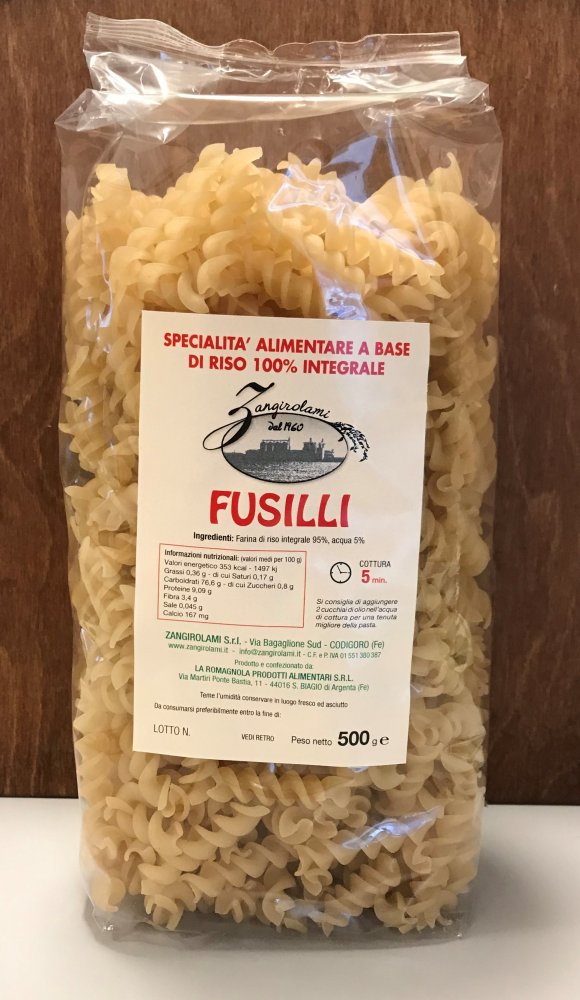 SPECIALITA' ALIMENTARE A BASE
DI RISO 100% INTEGRALE
Zangirolami
dal 1960
FUSILLI
Ingredienti: Farina di riso integrale 95%, acqua 5%
Informazioni nutrizionali: (valori medi per 100 g)
Valori energetico 353 kcal - 1497 kj
Grassi 0,36 g - di cui Saturi 0,17 g
Carboidrati 76,6 g - di cui Zuccheri 0,8 g
Proteine 9,09 g
Fibra 3,4 g
Sale 0,045 g
Calcio 167 mg
COTTURA
5 min.
Si consiglia di aggiungere
2 cucchiai di olio nell'acqua
di cottura per una tenuta
migliore della pasta.
ZANGIROLAMI S.r.l. - Via Bagaglione Sud - CODIGORO (Fe)
www.zangirolami.it - info@zangirolami.it - C.F. e P. IVA 01 551 380 387
Prodotto e confezionato da:
LA ROMAGNOLA PRODOTTI ALIMENTARI S.R.L.
Via Martiri Ponte Bastia, 11 - 44016 S. BIAGIO di Argenta (Fe)
Teme l'umidità conservare in luogo fresco ed asciutto
Da consumarsi preferibilmente entro la fine di:
LOTTO N. VEDI RETRO Peso netto 500 g e